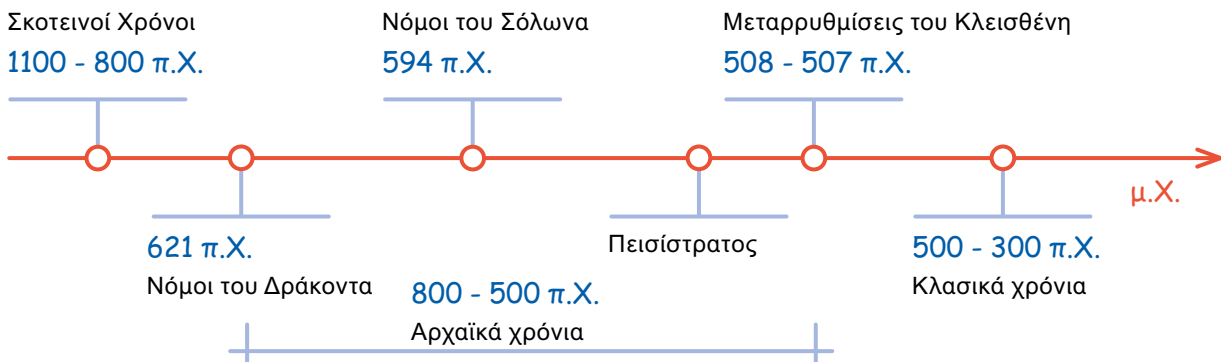 Σκοτεινοί Χρόνοι
1100 - 800 π.Χ.
Νόμοι του Σόλωνα
594 π.Χ.
Μεταρρυθμίσεις του Κλεισθένη
508 - 507 π.Χ.
μ.Χ.
621 π.Χ.
Νόμοι του Δράκοντα
Πεισίστρατος
500 - 300 π.Χ.
Κλασικά χρόνια
800 - 500 π.Χ.
Αρχαϊκά χρόνια